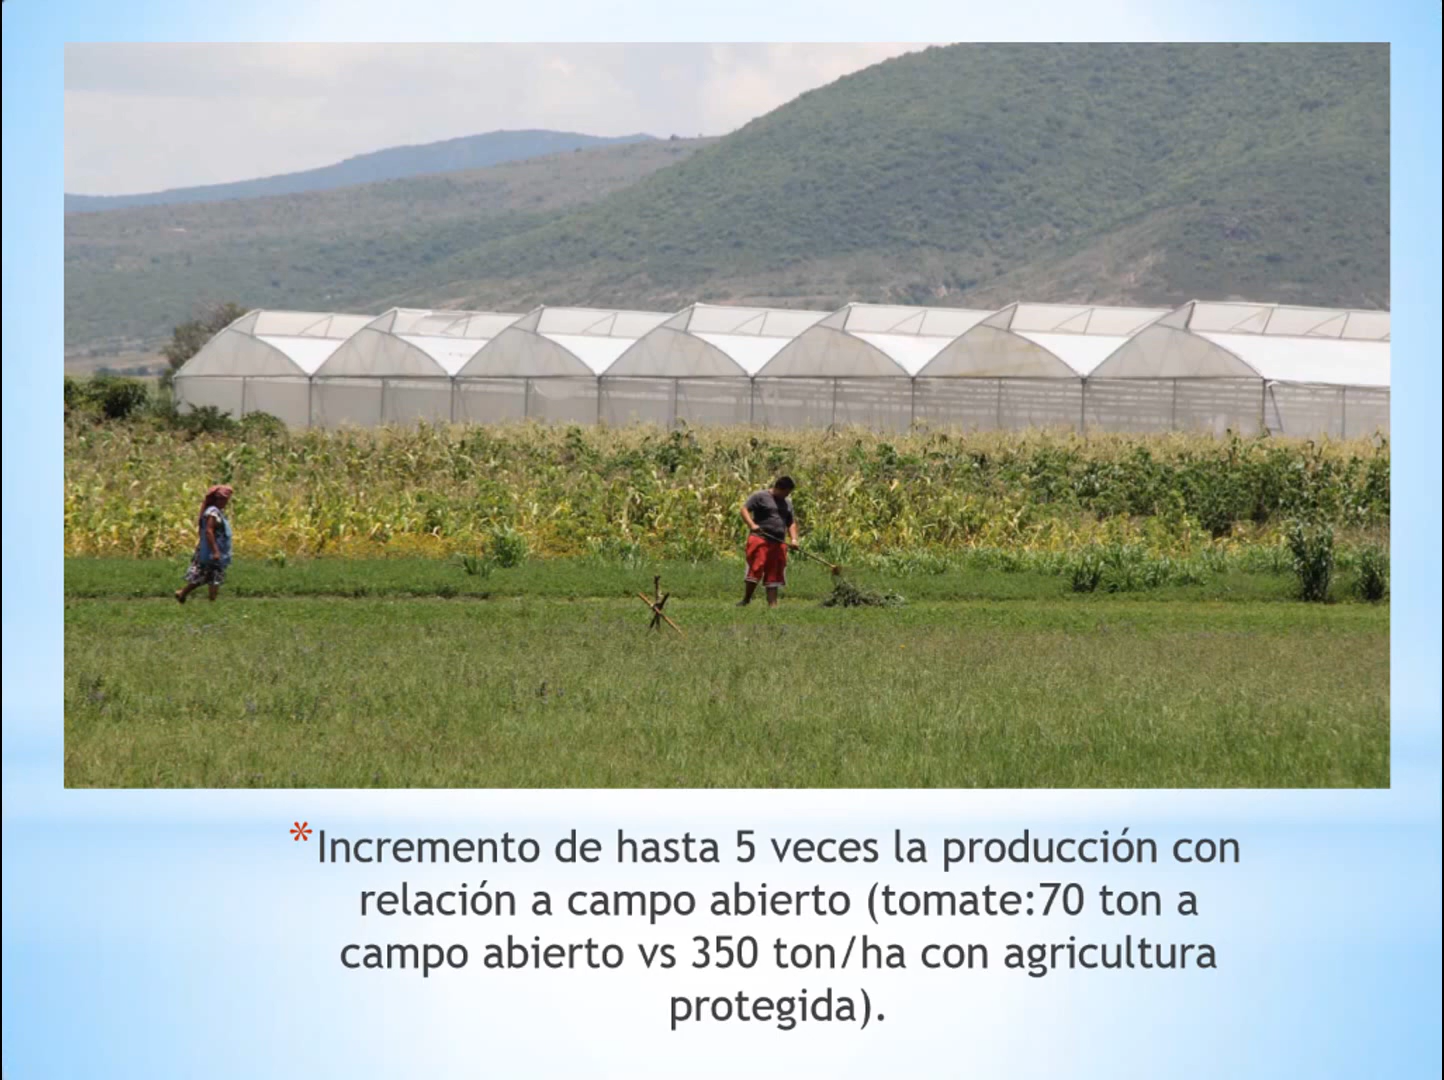 *Incremento de hasta 5 veces la producción con
relación a campo abierto (tomate:70 ton a
campo abierto vs 350 ton/ha con agricultura
protegida).